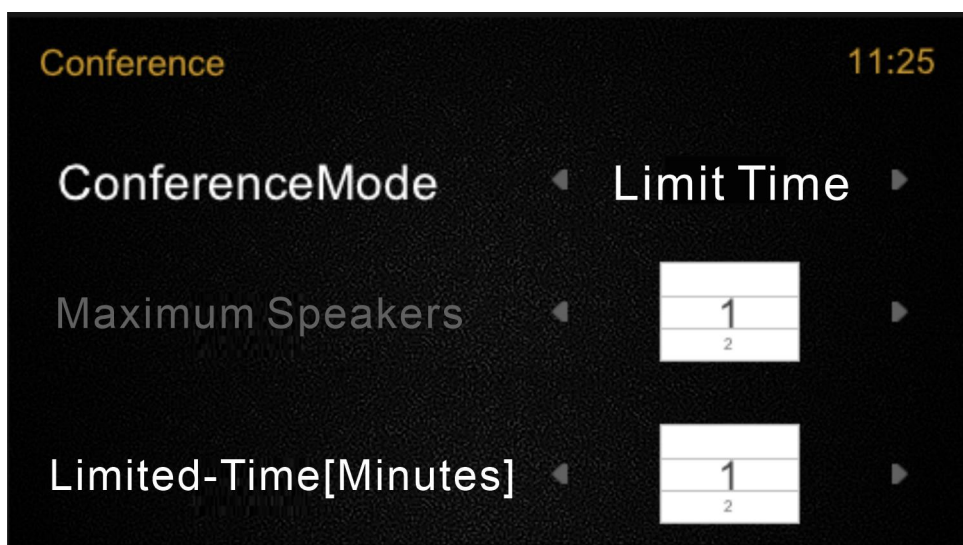 Conference 11:25
ConferenceMode Limit Time
Maximum Speakers 1
2
Limited-Time[Minutes] 1
2